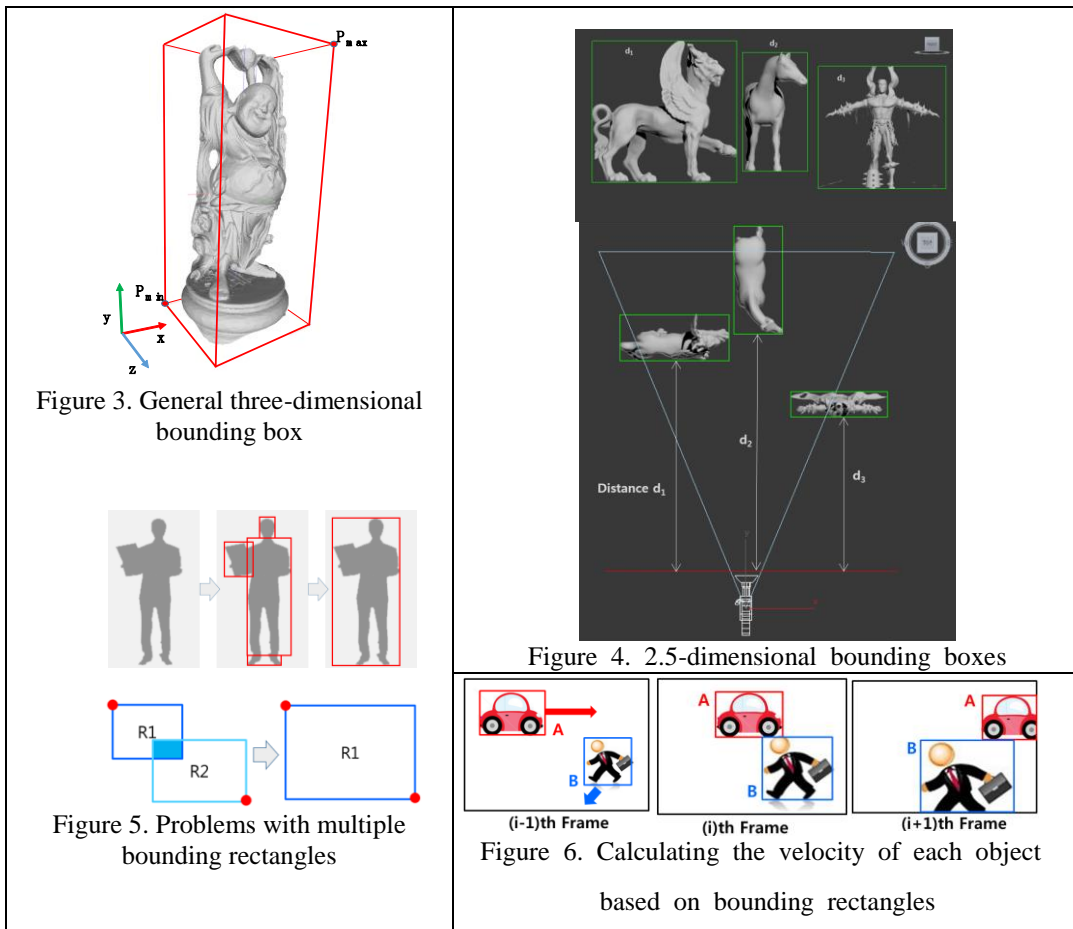 P max
P min
y
x
z
Figure 3. General three-dimensional
bounding box
R1
R2
R1
Figure 5. Problems with multiple
bounding rectangles
d1
d2
d3
TOP
d2
Distance d1
d3
y
x
Figure 4. 2.5-dimensional bounding boxes
A
B
(i-1)th Frame
A
B
(i)th Frame
A
B
(i+1)th Frame
Figure 6. Calculating the velocity of each object
based on bounding rectangles